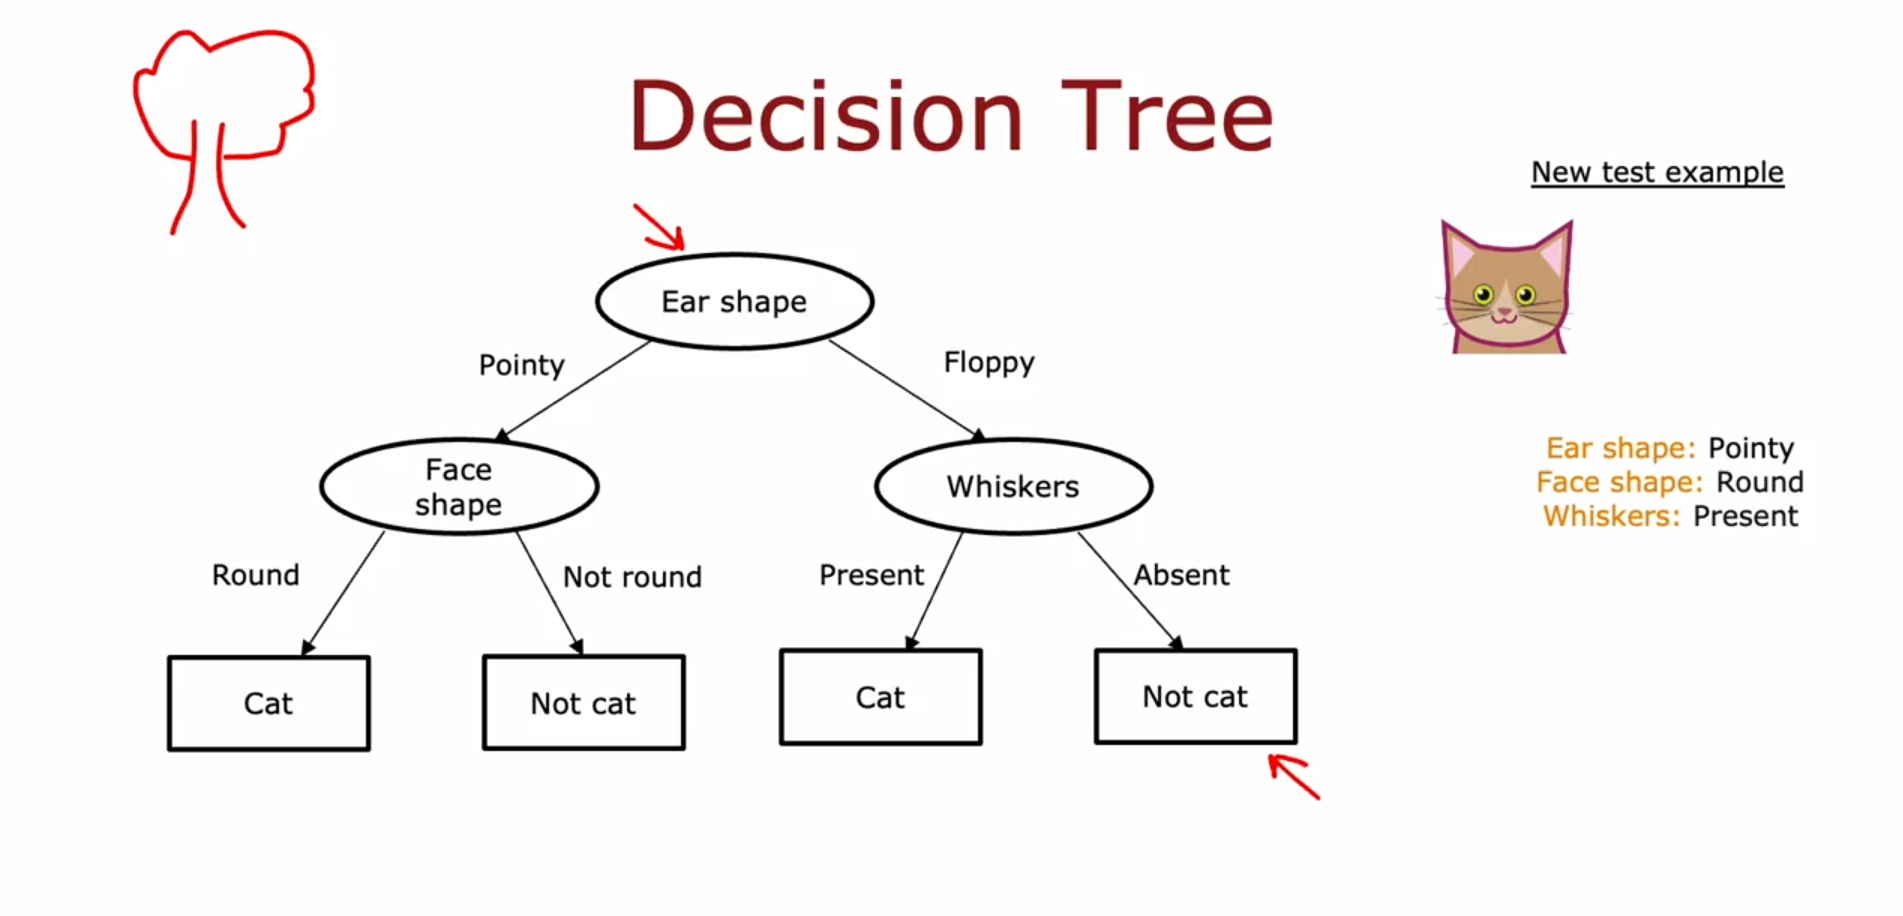 Decision Tree
New test example
Ear shape
Pointy
Floppy
Face
shape
Whiskers
Ear shape: Pointy
Face shape: Round
Whiskers: Present
Round
Not round
Present
Absent
Cat
Not cat
Cat
Not cat